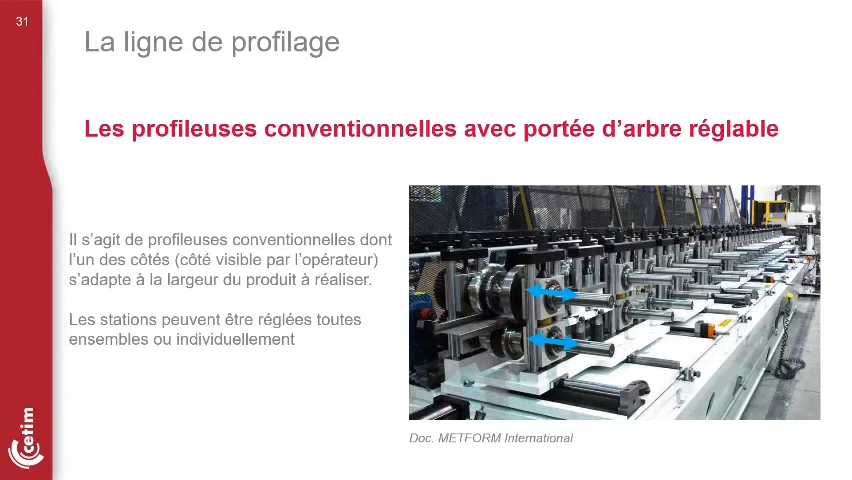 31
La ligne de profilage
Les profileuses conventionnelles avec portée d’arbre réglable
Il s’agit de profileuses conventionnelles dont
l’un des côtés (côté visible par l’opérateur)
s’adapte à la largeur du produit à réaliser.
Les stations peuvent être réglées toutes
ensembles ou individuellement
Doc. METFORM International
cetim